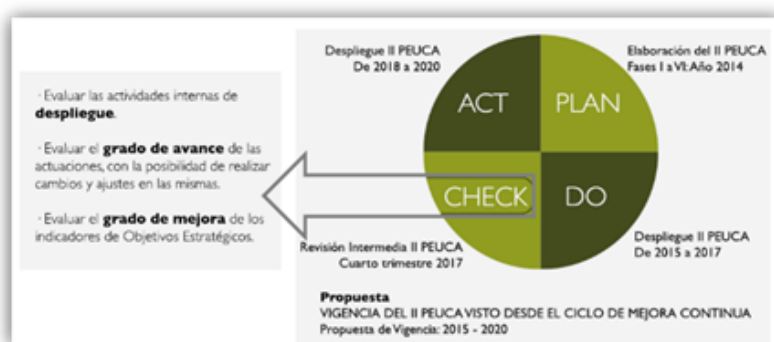 · Evaluar las actividades internas de
despliegue.
· Evaluar el grado de avance de las
actuaciones, con la posibilidad de realizar
cambios y ajustes en las mismas.
· Evaluar el grado de mejora de los
indicadores de Objetivos Estratégicos.
Despliegue II PEUCA
De 2018 a 2020
Elaboración del II PEUCA
Fases I a VI: Año 2014
ACT
PLAN
CHECK
DO
Revisión Intermedia II PEUCA
Cuarto trimestre 2017
Despliegue II PEUCA
De 2015 a 2017
Propuesta
VIGENCIA DEL II PEUCA VISTO DESDE EL CICLO DE MEJORA CONTINUA
Propuesta de Vigencia: 2015 - 2020